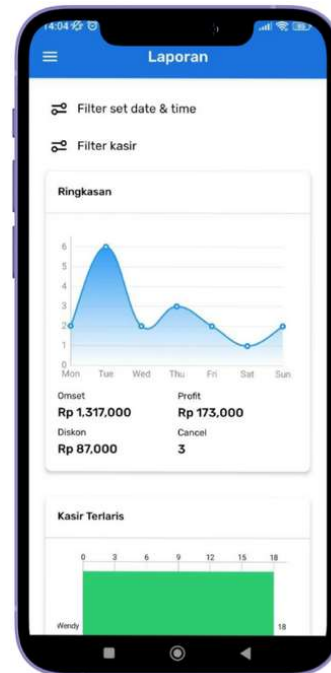 14:04
Laporan
Filter set date & time
Filter kasir
Ringkasan
6
5
4
3
2
1
0
Mon Tue Wed Thu Fri Sat Sun
Omset Profit
Rp 1,317,000 Rp 173,000
Diskon Cancel
Rp 87,000 3
Kasir Terlaris
0 3 6 9 12 15 18
Wendy 18